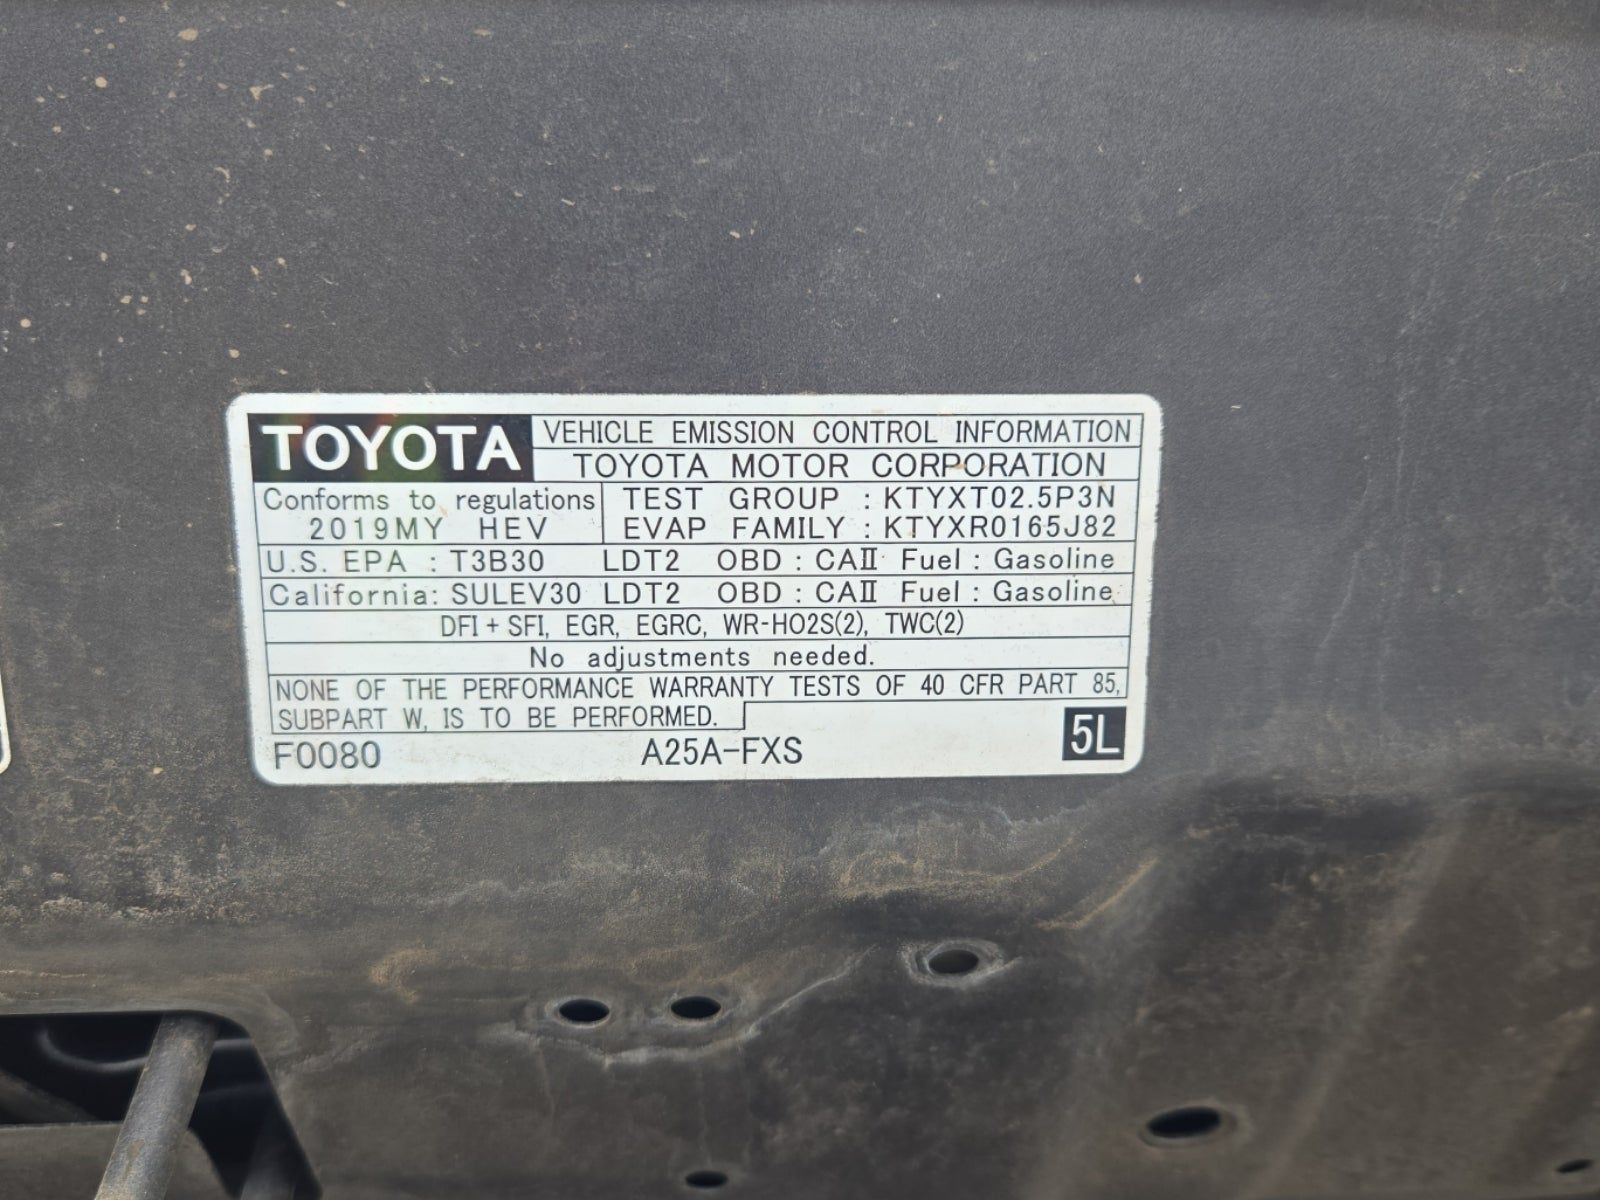 TOYOTA VEHICLE EMISSION CONTROL INFORMATION
TOYOTA MOTOR CORPORATION
Conforms to regulations TEST GROUP : KTYXT02.5P3N
2019MY HEV EVAP FAMILY : KTYXR0165J82
U.S. EPA : T3B30 LDT2 OBD : CAⅡ Fuel : Gasoline
California: SULEV30 LDT2 OBD : CAⅡ Fuel : Gasoline
DFI + SFI, EGR, EGRC, WR-HO2S(2), TWC(2)
No adjustments needed.
NONE OF THE PERFORMANCE WARRANTY TESTS OF 40 CFR PART 85,
SUBPART W, IS TO BE PERFORMED.
F0080 A25A-FXS 5L